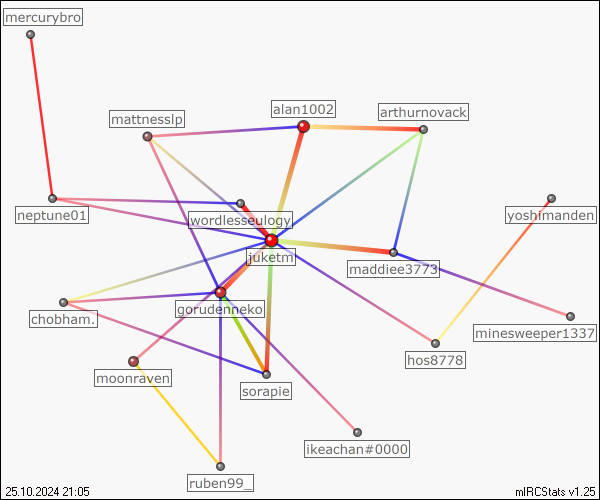 mercurybro
alan1002
mattnesslp
arthurnovack
neptune01
wordlesseulogy
yoshimanden
juketm
maddiee3773
gorudenneko
chobham.
minesweeper1337
hos8778
moonraven
sorapie
ikeachan#0000
ruben99_
25.10.2024 21:05
mIRCStats v1.25